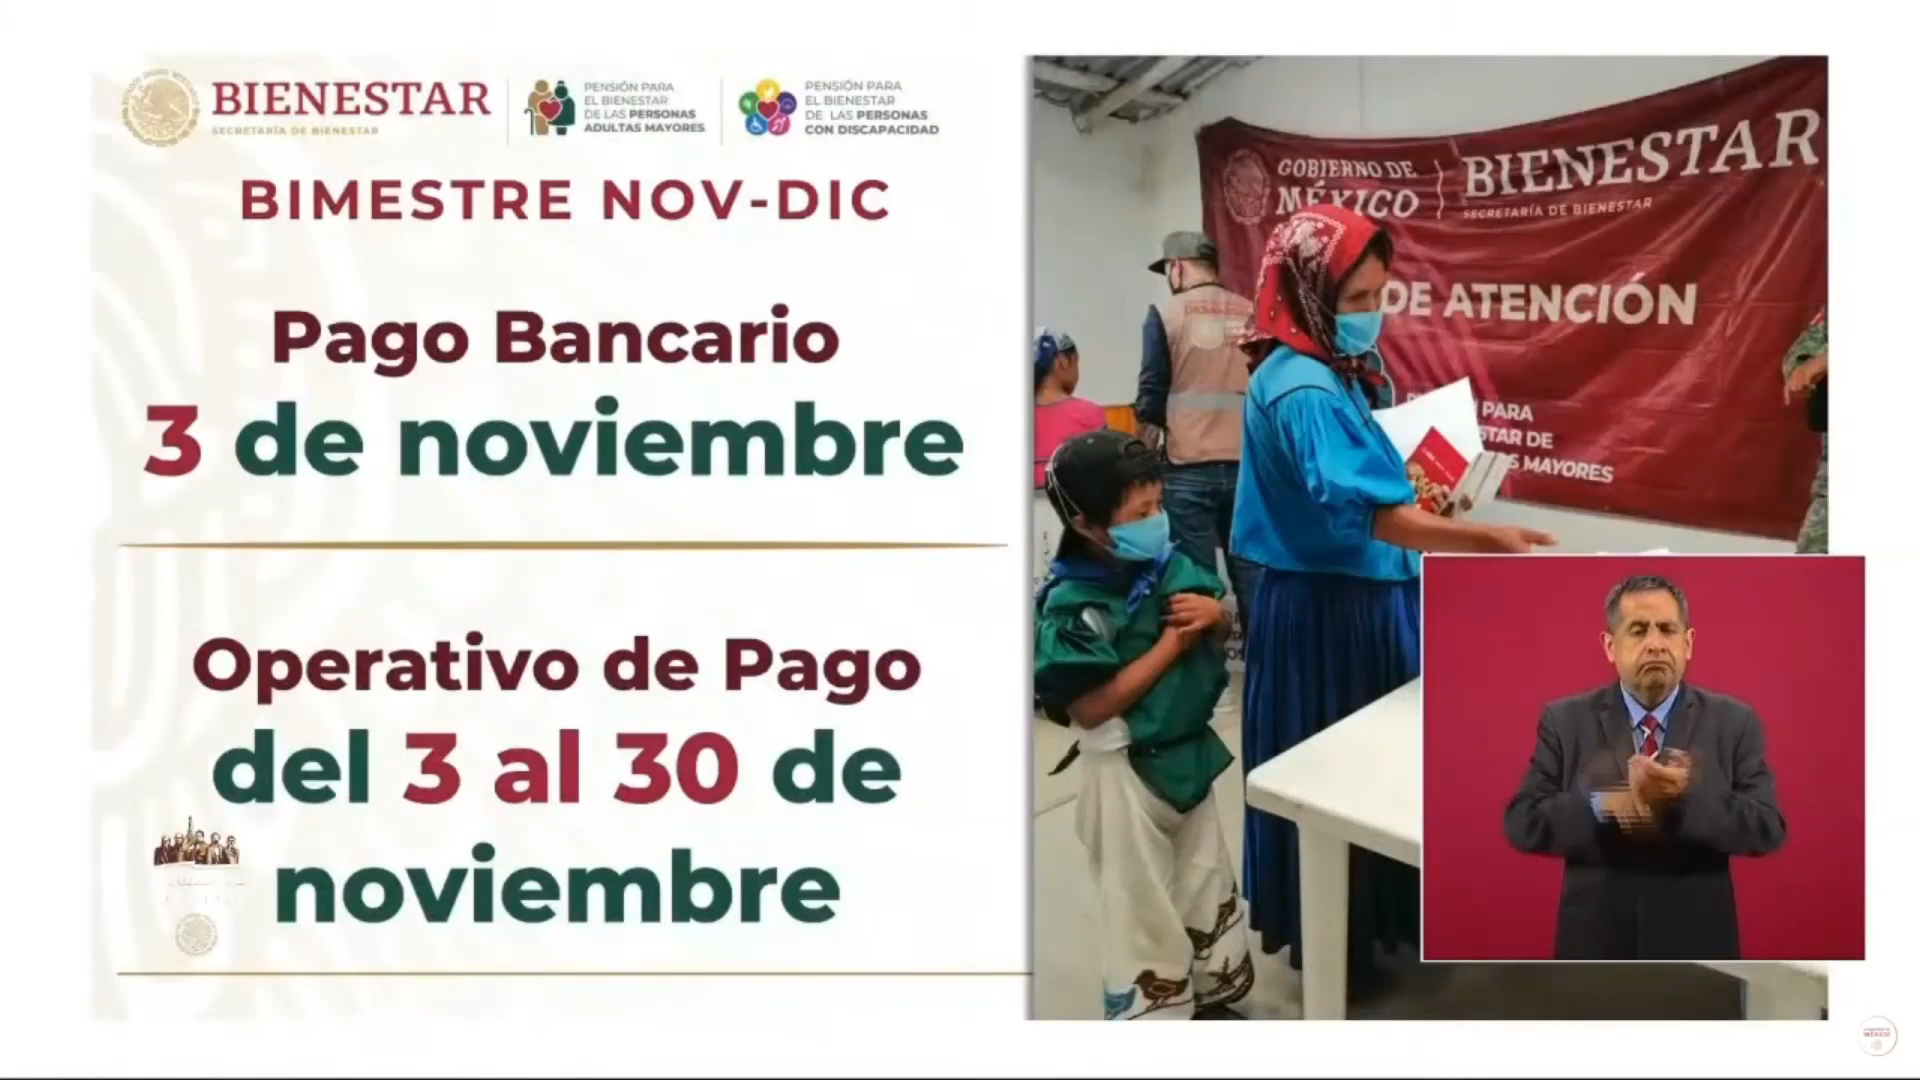 BIENESTAR
SECRETARÍA DE BIENESTAR
PENSIÓN PARA
EL BIENESTAR
DE LAS PERSONAS
ADULTAS MAYORES
PENSIÓN PARA
EL BIENESTAR
DE LAS PERSONAS
CON DISCAPACIDAD
BIMESTRE NOV-DIC
Pago Bancario
3 de noviembre
Operativo de Pago
del 3 al 30 de
noviembre
GOBIERNO DE
MÉXICO
BIENESTAR
SECRETARÍA DE BIENESTAR
DE ATENCIÓN
PARA
STAR DE
S MAYORES
MÉXICO